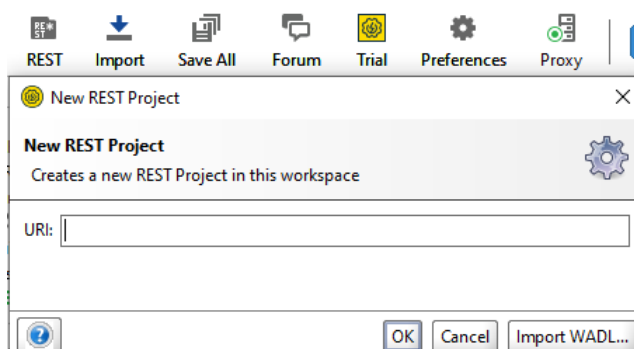 REST Import Save All Forum Trial Preferences Proxy
New REST Project
New REST Project
Creates a new REST Project in this workspace
URI:
OK Cancel Import WADL...